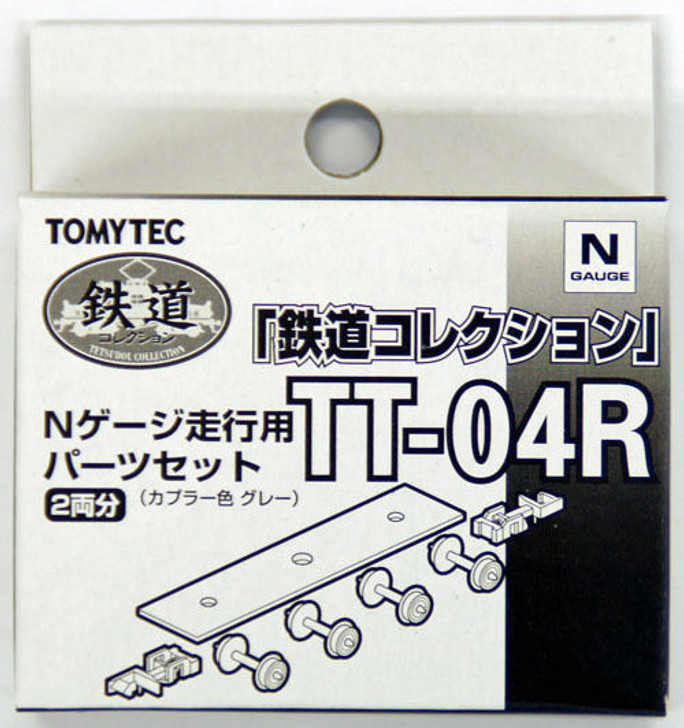 TOMYTEC
N
GAUGE
鉄道
コレクション
TETSUDOU COLLECTION
「鉄道コレクション」
Nゲージ走行用
パーツセット
TT-04R
2両分
（カプラー色 グレー）